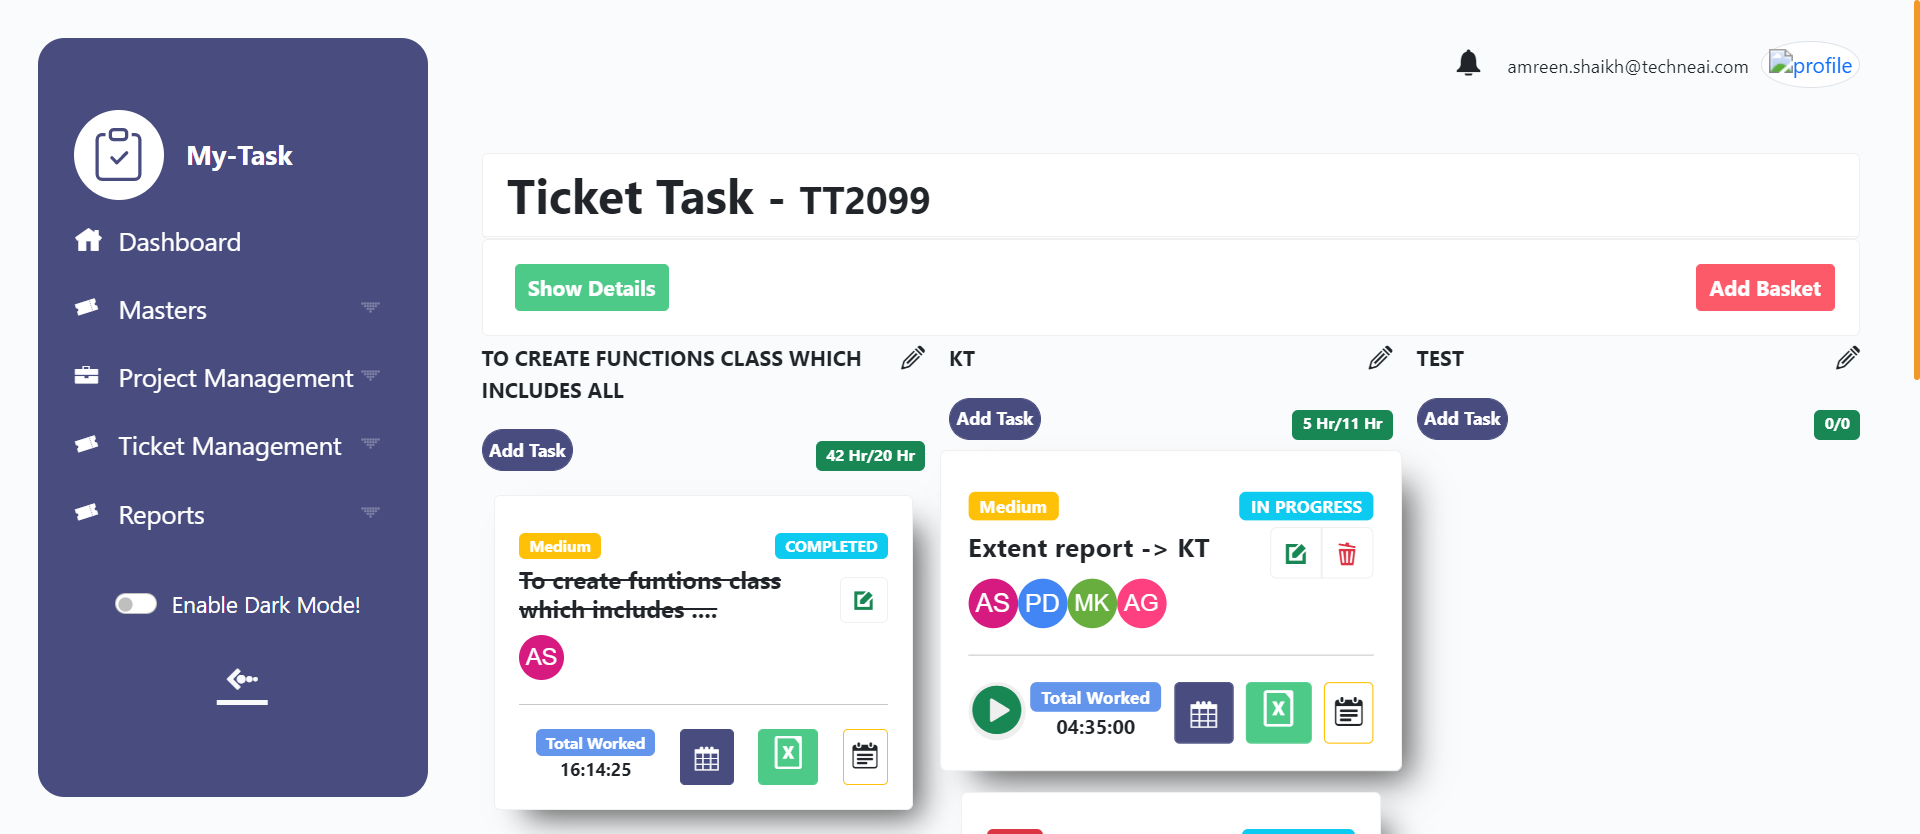 My-Task
Dashboard
Masters
Project Management
Ticket Management
Reports
Enable Dark Mode!
amreen.shaikh@techneai.com
profile
Ticket Task - TT2099
Show Details
Add Basket
TO CREATE FUNCTIONS CLASS WHICH
INCLUDES ALL
Add Task
42 Hr/20 Hr
Medium
COMPLETED
To create funtions class
which includes ....
AS
Total Worked
16:14:25
X
KT
Add Task
5 Hr/11 Hr
Medium
IN PROGRESS
Extent report -> KT
AS PD MK AG
Total Worked
04:35:00
X
TEST
Add Task
0/0